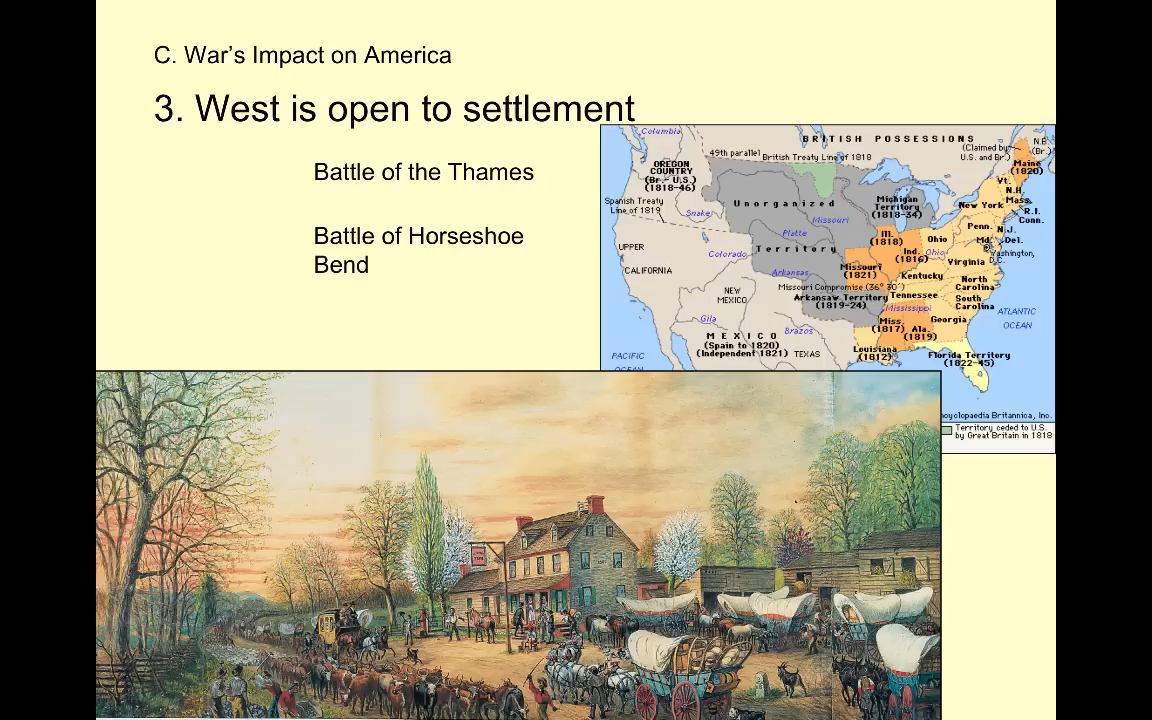 C. War’s Impact on America
3. West is open to settlement
Battle of the Thames
Battle of Horseshoe
Bend
Columbia
BRITISH POSSESSIONS
49th parallel
British Treaty Line of 1818
(Claimed by
U.S. and Br.)
N.B.
(Br.)
Maine
(1820)
OREGON
COUNTRY
(Br.- U.S.)
(1818-46)
Spanish Treaty
Line of 1819
Snake
Unorganized
Territory
Missouri
Platte
Michigan
Territory
(1818-34)
Vt.
N.H.
Mass.
New York
R.I.
Conn.
Penn.
N.J.
Md.
Del.
Washington,
D.C.
Ill.
(1818)
Ind.
(1816)
Ohio
Ohio
Virginia
UPPER
CALIFORNIA
Colorado
Arkansas
Missouri
(1821)
Kentucky
North
Carolina
Missouri Compromise (36° 30´)
Tennessee
South
Carolina
NEW
MEXICO
Arkansaw Territory
(1819-24)
Mississippi
Gila
Brazos
Miss.
(1817)
Ala.
(1819)
Georgia
ATLANTIC
OCEAN
MEXICO
(Spain to 1820)
(Independent 1821)
TEXAS
Louisiana
(1812)
Florida Territory
(1822-45)
PACIFIC
OCEAN
ncyclopaedia Britannica, Inc.
Territory ceded to U.S.
by Great Britain in 1818